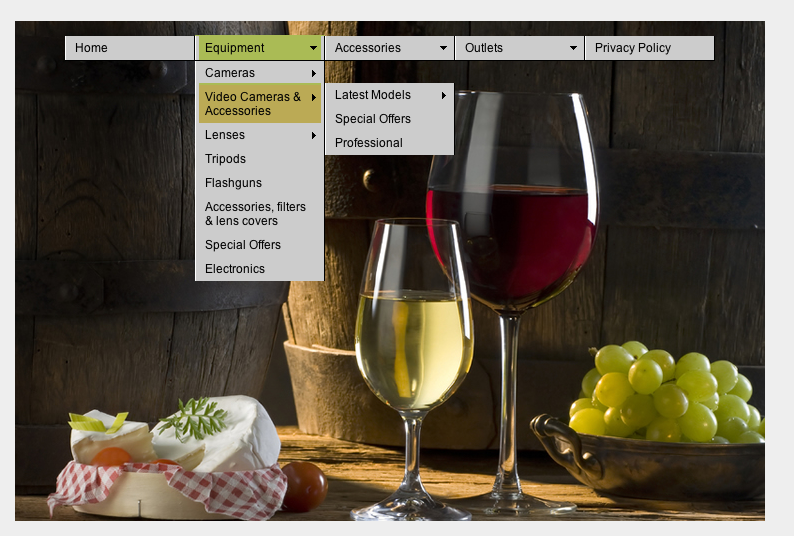 Home
Equipment
Accessories
Outlets
Privacy Policy
Cameras
Video Cameras &
Accessories
Lenses
Tripods
Flashguns
Accessories, filters
& lens covers
Special Offers
Electronics
Latest Models
Special Offers
Professional